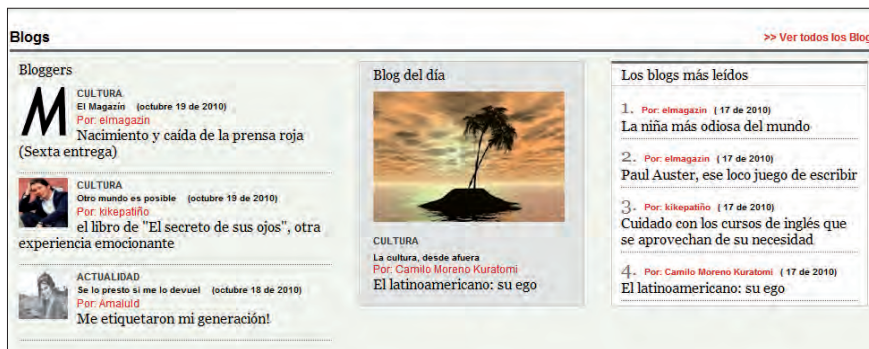 Blogs
>> Ver todos los Blog
Bloggers
M
CULTURA
El Magazín (octubre 19 de 2010)
Por: elmagazin
Nacimiento y caída de la prensa roja
(Sexta entrega)
CULTURA
Otro mundo es posible (octubre 19 de 2010)
Por: kikepatiño
el libro de "El secreto de sus ojos", otra
experiencia emocionante
ACTUALIDAD
Se lo presto si me lo devuel (octubre 18 de 2010)
Por: Amaluld
Me etiquetaron mi generación!
Blog del día
CULTURA
La cultura, desde afuera
Por: Camilo Moreno Kuratomi
El latinoamericano: su ego
Los blogs más leídos
1. Por: elmagazin ( 17 de 2010)
La niña más odiosa del mundo
2. Por: elmagazin ( 17 de 2010)
Paul Auster, ese loco juego de escribir
3. Por: kikepatiño ( 17 de 2010)
Cuidado con los cursos de inglés que
se aprovechan de su necesidad
4. Por: Camilo Moreno Kuratomi ( 17 de 2010)
El latinoamericano: su ego